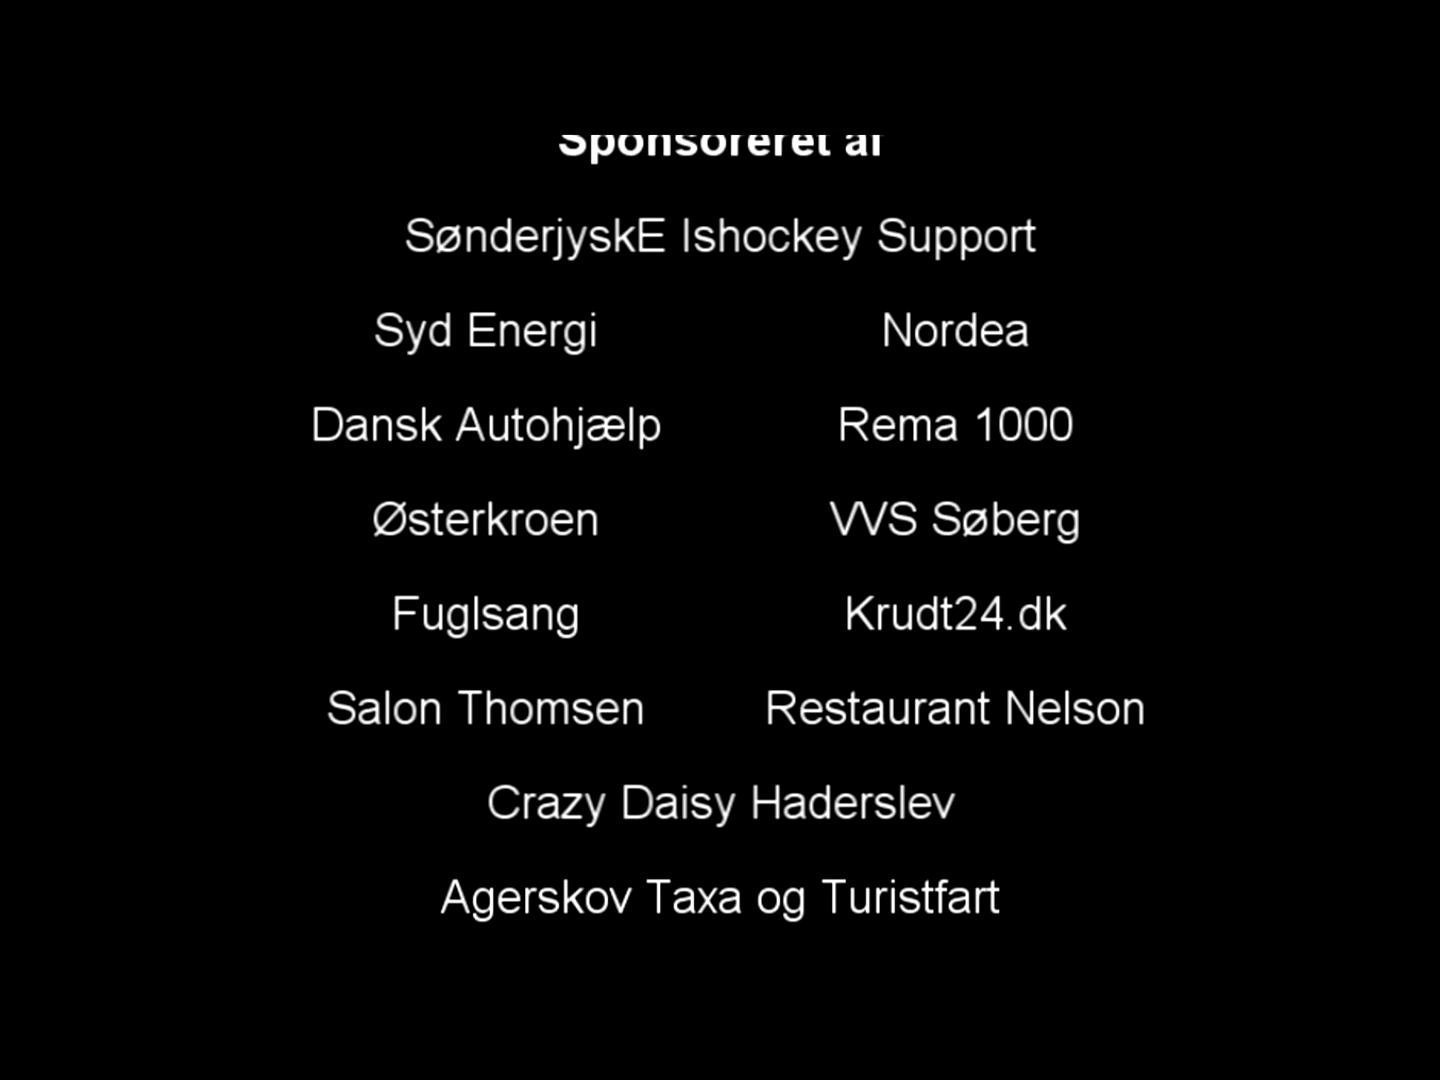 Sponsoreret af
SønderjyskE Ishockey Support
Syd Energi Nordea
Dansk Autohjælp Rema 1000
Østerkroen VVS Søberg
Fuglsang Krudt24.dk
Salon Thomsen Restaurant Nelson
Crazy Daisy Haderslev
Agerskov Taxa og Turistfart